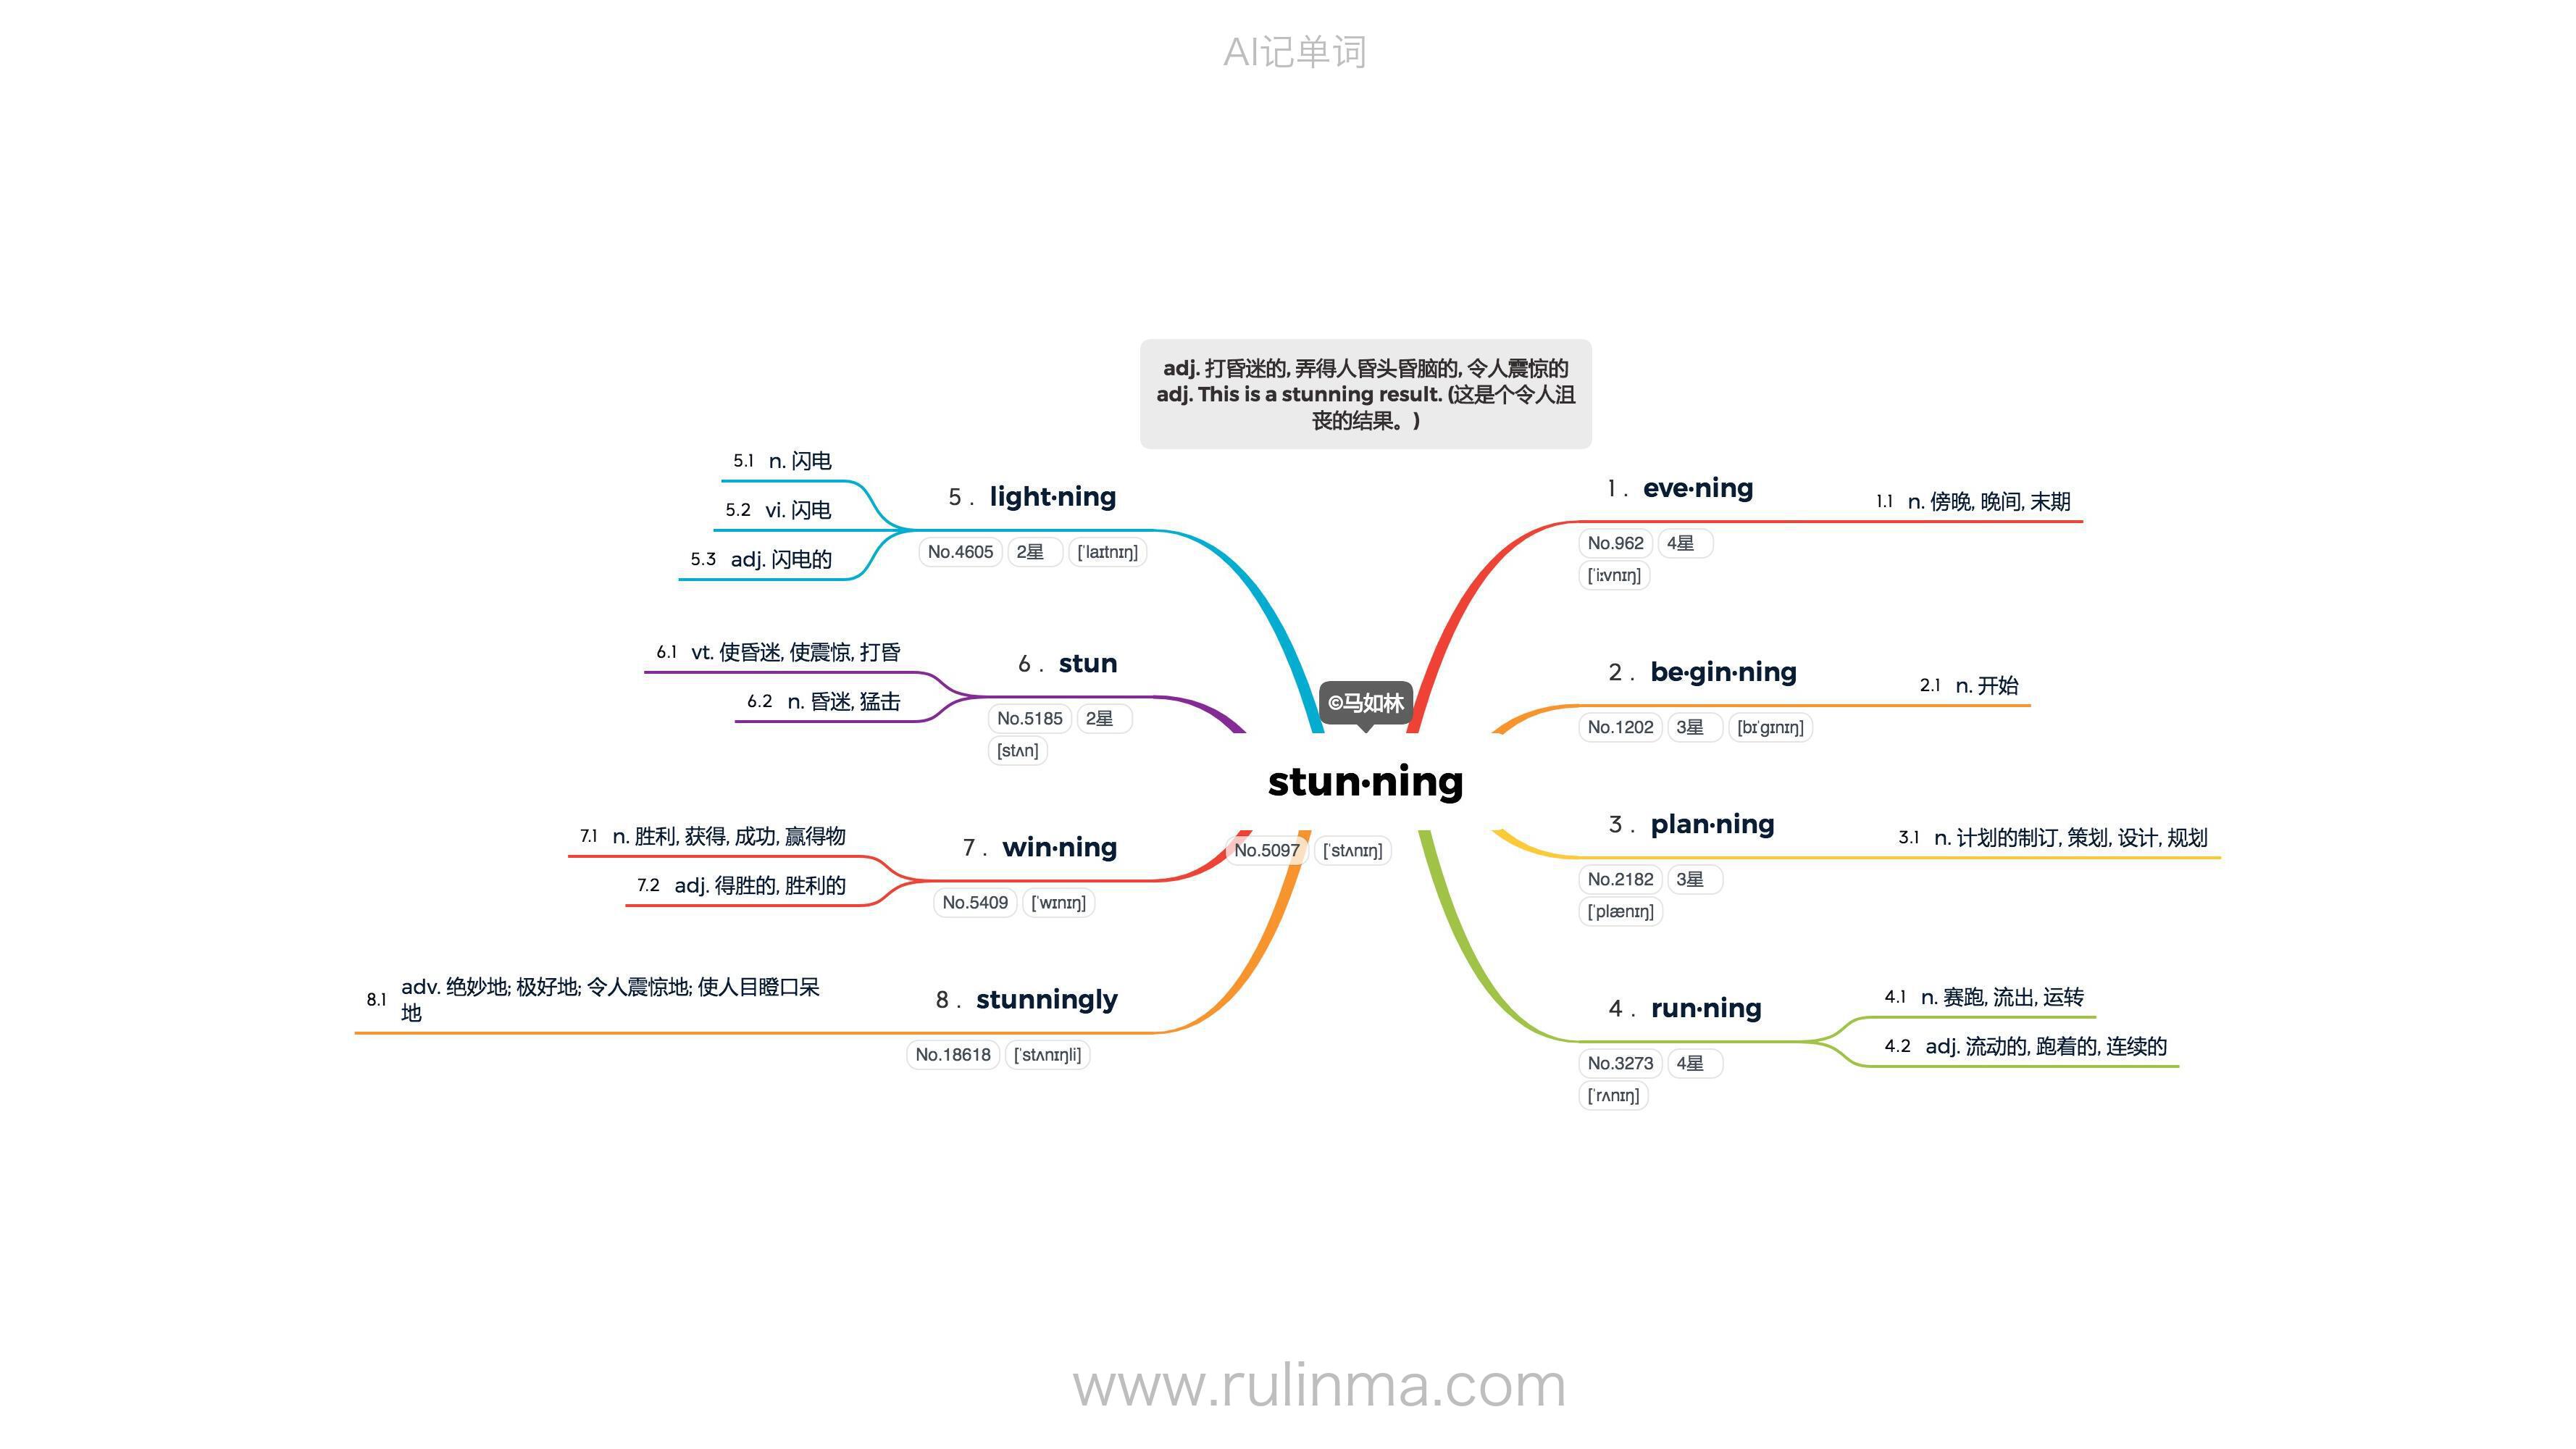 AI记单词
adj. 打昏迷的, 弄得人昏头昏脑的, 令人震惊的
adj. This is a stunning result. (这是个令人沮
丧的结果。)
©马如林
stun·ning
No.5097 [ˈstʌnɪŋ]
1 . eve·ning
No.962 4星
[ˈiːvnɪŋ]
1.1 n. 傍晚, 晚间, 末期
2 . be·gin·ning
No.1202 3星 [bɪˈɡɪnɪŋ]
2.1 n. 开始
3 . plan·ning
No.2182 3星
[ˈplænɪŋ]
3.1 n. 计划的制订, 策划, 设计, 规划
4 . run·ning
No.3273 4星
[ˈrʌnɪŋ]
4.1 n. 赛跑, 流出, 运转
4.2 adj. 流动的, 跑着的, 连续的
5 . light·ning
No.4605 2星 [ˈlaɪtnɪŋ]
5.1 n. 闪电
5.2 vi. 闪电
5.3 adj. 闪电的
6 . stun
No.5185 2星
[stʌn]
6.1 vt. 使昏迷, 使震惊, 打昏
6.2 n. 昏迷, 猛击
7 . win·ning
No.5409 [ˈwɪnɪŋ]
7.1 n. 胜利, 获得, 成功, 赢得物
7.2 adj. 得胜的, 胜利的
8 . stunningly
No.18618 [ˈstʌnɪŋli]
8.1 adv. 绝妙地; 极好地; 令人震惊地; 使人目瞪口呆
地
www.rulinma.com